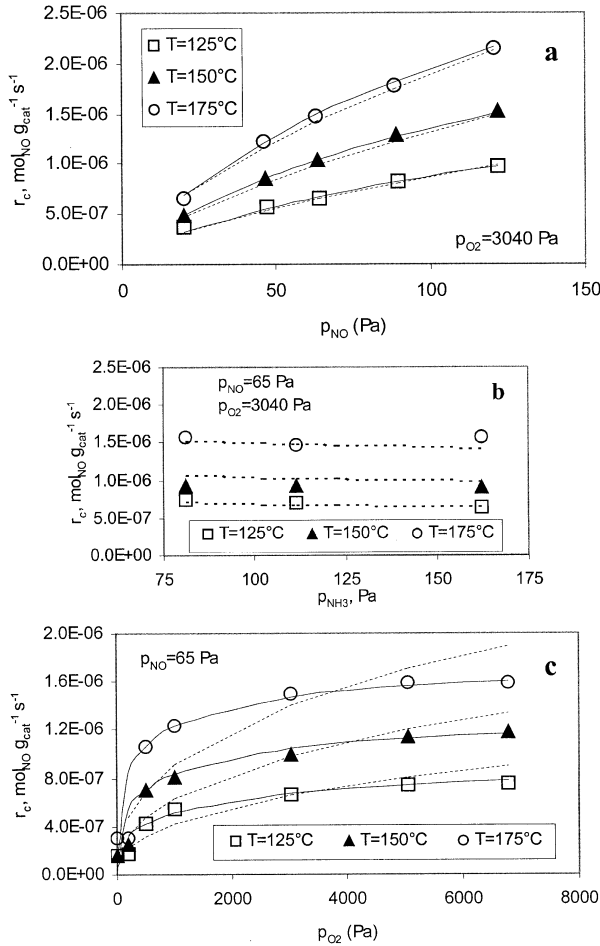 2.5E-06
2.0E-06
1.5E-06
1.0E-06
5.0E-07
0.0E+00
r_c, mol_NO g_cat^-1 s^-1
T=125°C
T=150°C
T=175°C
a
p_O2=3040 Pa
0 50 100 150
p_NO (Pa)
2.5E-06
2.0E-06
1.5E-06
1.0E-06
5.0E-07
0.0E+00
r_c, mol_NO g_cat^-1 s^-1
p_NO=65 Pa
p_O2=3040 Pa
b
T=125°C T=150°C T=175°C
75 100 125 150 175
p_NH3, Pa
2.0E-06
1.6E-06
1.2E-06
8.0E-07
4.0E-07
0.0E+00
r_c, mol_NO g_cat^-1 s^-1
p_NO=65 Pa
c
T=125°C T=150°C T=175°C
0 2000 4000 6000 8000
p_O2 (Pa)